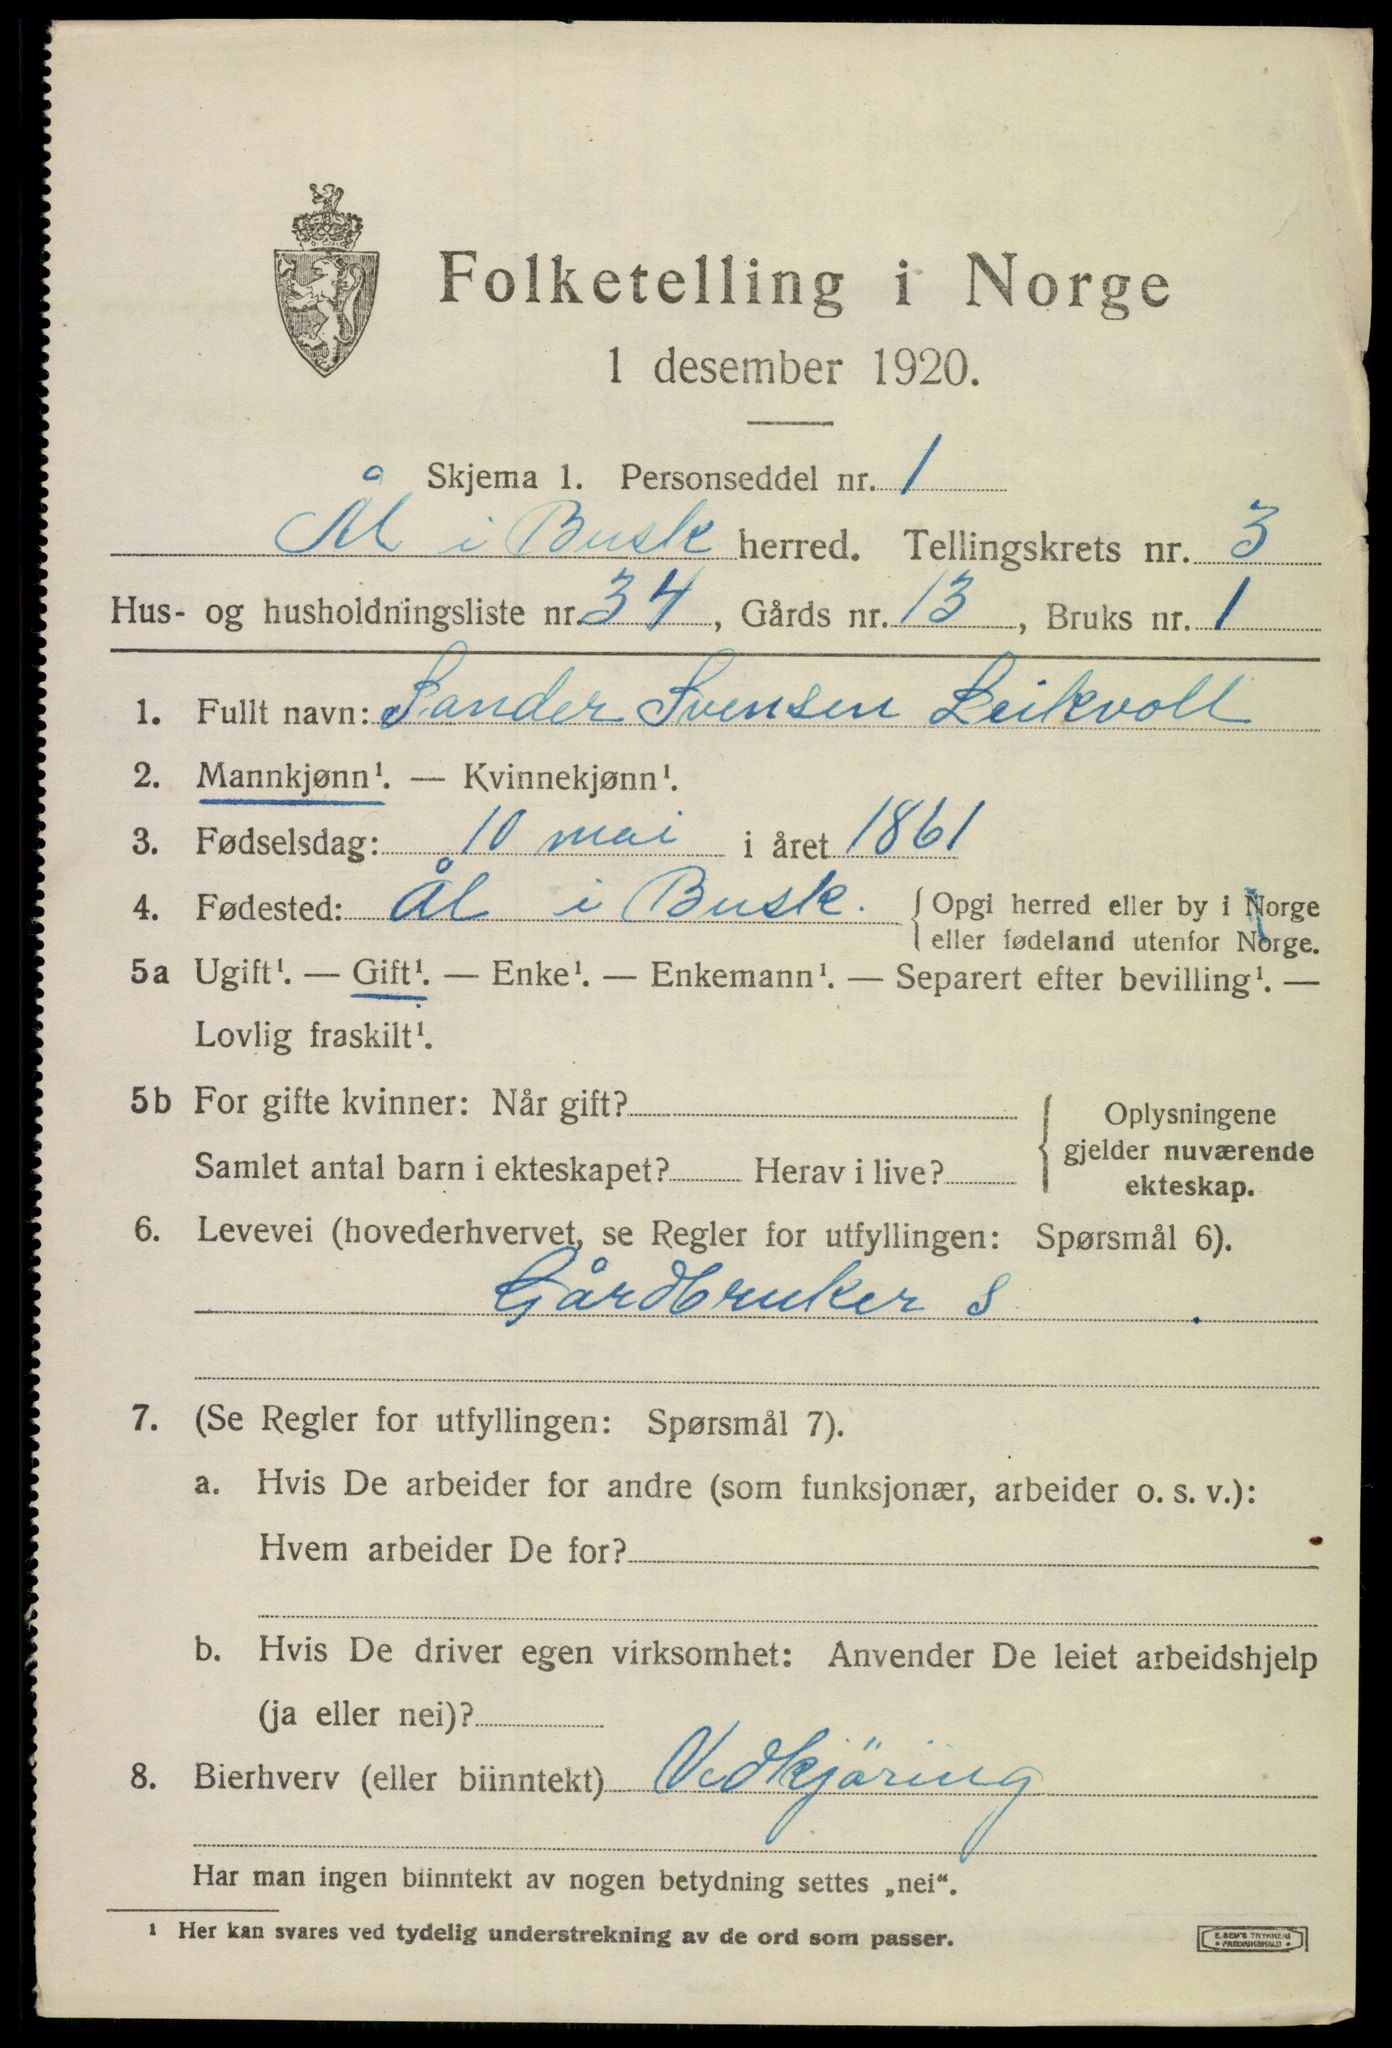 Folketelling i Norge
1 desember 1920.
Skjema 1. Personseddel nr. 1
Ål i Busk herred. Tellingskrets nr. 3
Hus- og husholdningsliste nr. 34, Gårds nr. 13, Bruks nr. 1
1. Fullt navn: Sander Svensen Leikvoll
2. Mannkjønn¹. — Kvinnekjønn¹.
3. Fødselsdag: 10 mai i året 1861
4. Fødested: Ål i Busk. { Opgi herred eller by i Norge
eller fødeland utenfor Norge.
5a Ugift¹. — Gift¹. — Enke¹. — Enkemann¹. — Separert efter bevilling¹. —
Lovlig fraskilt¹.
5b For gifte kvinner: Når gift?
Samlet antal barn i ekteskapet? Herav i live?
Oplysningene
gjelder nuværende
ekteskap.
6. Levevei (hovederhvervet, se Regler for utfyllingen: Spørsmål 6).
Gårdbruker s
7. (Se Regler for utfyllingen: Spørsmål 7).
a. Hvis De arbeider for andre (som funksjonær, arbeider o. s. v.):
Hvem arbeider De for?
b. Hvis De driver egen virksomhet: Anvender De leiet arbeidshjelp
(ja eller nei)?
8. Bierhverv (eller biinntekt) Vedkjöring
Har man ingen biinntekt av nogen betydning settes „nei“.
¹ Her kan svares ved tydelig understrekning av de ord som passer.
E. SEM'S TRYKKERI
• FREDRIKSHALD •